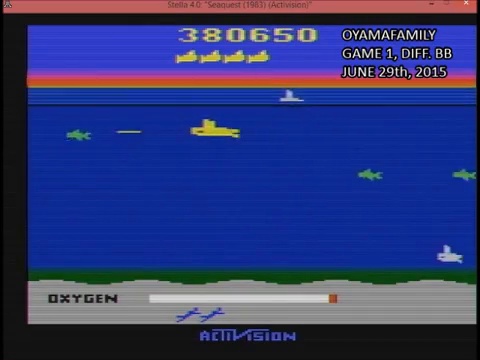 Stella 4.0: "Seaquest (1983) (Activision)"
380650
OYAMAFAMILY
GAME 1, DIFF. BB
JUNE 29th, 2015
OXYGEN
ACTIVISION